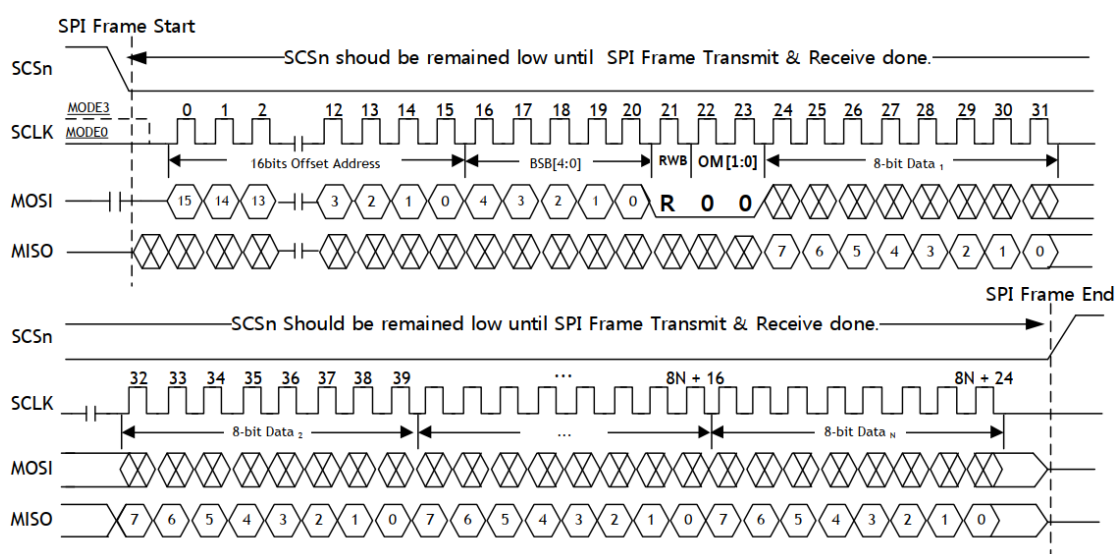 SPI Frame Start
SCSn
SCSn shoud be remained low until SPI Frame Transmit & Receive done.
MODE3
SCLK MODE0
0 1 2 12 13 14 15 16 17 18 19 20 21 22 23 24 25 26 27 28 29 30 31
16bits Offset Address BSB[4:0] RWB OM [1:0] 8-bit Data 1
MOSI 15 14 13 3 2 1 0 4 3 2 1 0 R 0 0
MISO 7 6 5 4 3 2 1 0
SPI Frame End
SCSn
SCSn Should be remained low until SPI Frame Transmit & Receive done.
32 33 34 35 36 37 38 39 ... 8N + 16 8N + 24
SCLK
8-bit Data 2 ... 8-bit Data N
MOSI
MISO 7 6 5 4 3 2 1 0 7 6 5 4 3 2 1 0 7 6 5 4 3 2 1 0